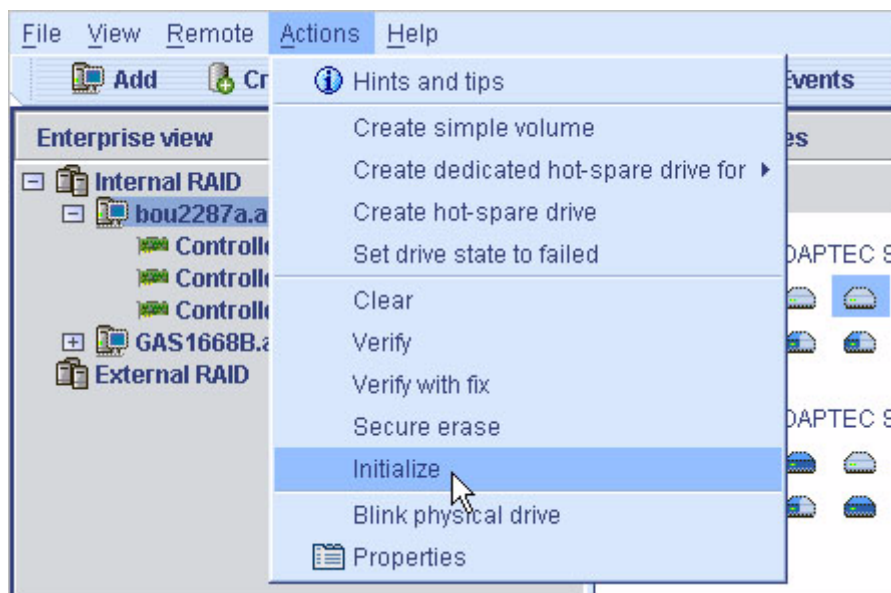 File View Remote Actions Help
Add
Hints and tips
Create simple volume
Create dedicated hot-spare drive for
Create hot-spare drive
Set drive state to failed
Clear
Verify
Verify with fix
Secure erase
Initialize
Blink physical drive
Properties
Enterprise view
Internal RAID
bou2287a.a
GAS1668B.a
External RAID